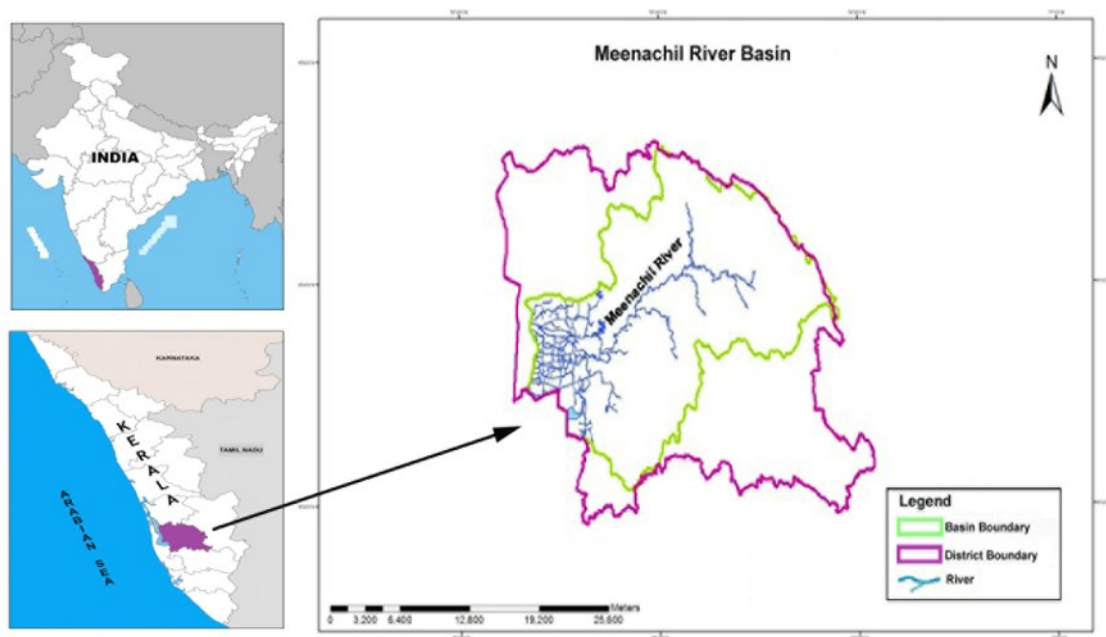 INDIA
KARNATAKA
KERALA
TAMIL NADU
ARABIAN SEA
Meenachil River Basin
N
Meenachil River
Legend
Basin Boundary
District Boundary
River
Meters
0 3,200 6,400 12,800 19,200 25,600